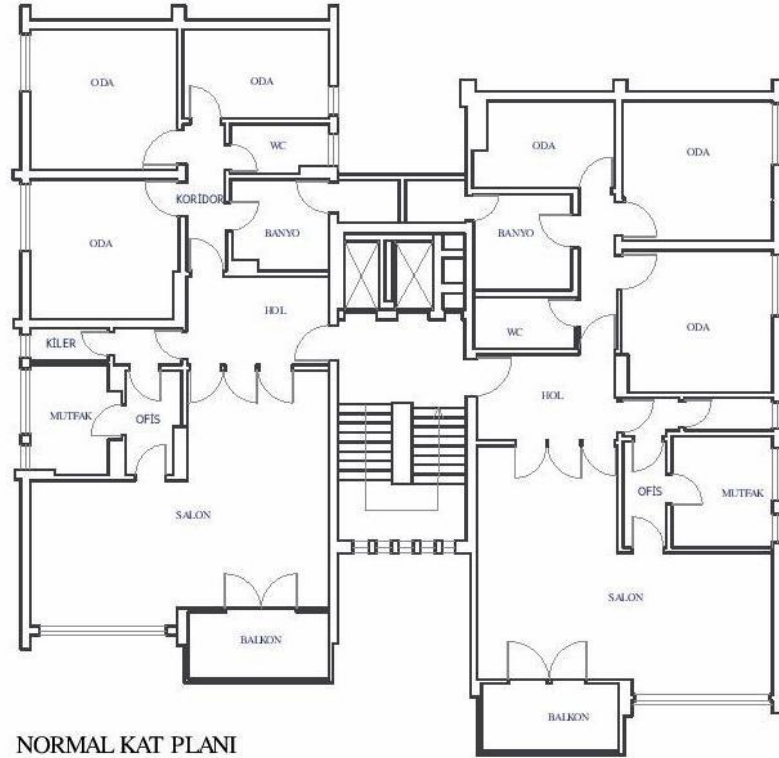 ODA
ODA
ODA
ODA
WC
KORİDOR
BANYO
BANYO
ODA
ODA
HOL
WC
KİLER
HOL
MUTFAK
OFİS
OFİS
MUTFAK
SALON
SALON
BALKON
BALKON
NORMAL KAT PLANI